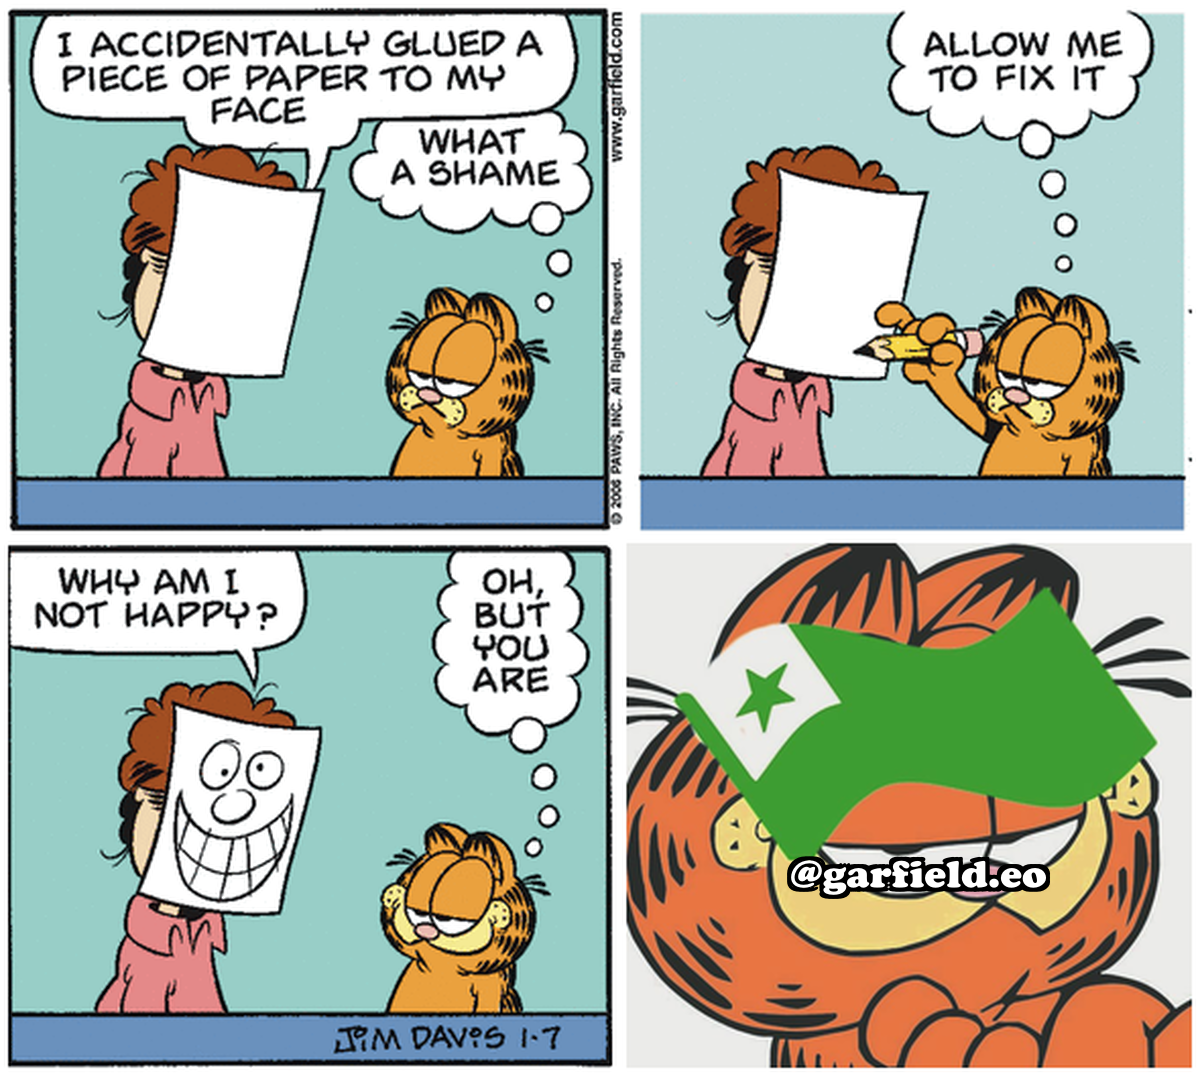 I ACCIDENTALLY GLUED A
PIECE OF PAPER TO MY
FACE
WHAT
A SHAME
www.garfield.com
© 2006 PAWS, INC. All Rights Reserved.
ALLOW ME
TO FIX IT
WHY AM I
NOT HAPPY?
OH,
BUT
YOU
ARE
JIM DAVIS 1-7
@garfield.eo